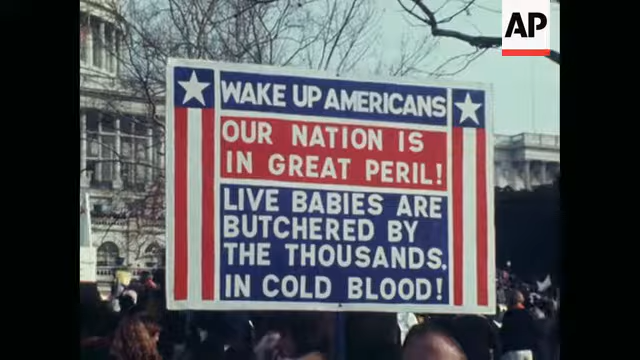 AP
WAKE UP AMERICANS
OUR NATION IS
IN GREAT PERIL!
LIVE BABIES ARE
BUTCHERED BY
THE THOUSANDS,
IN COLD BLOOD!